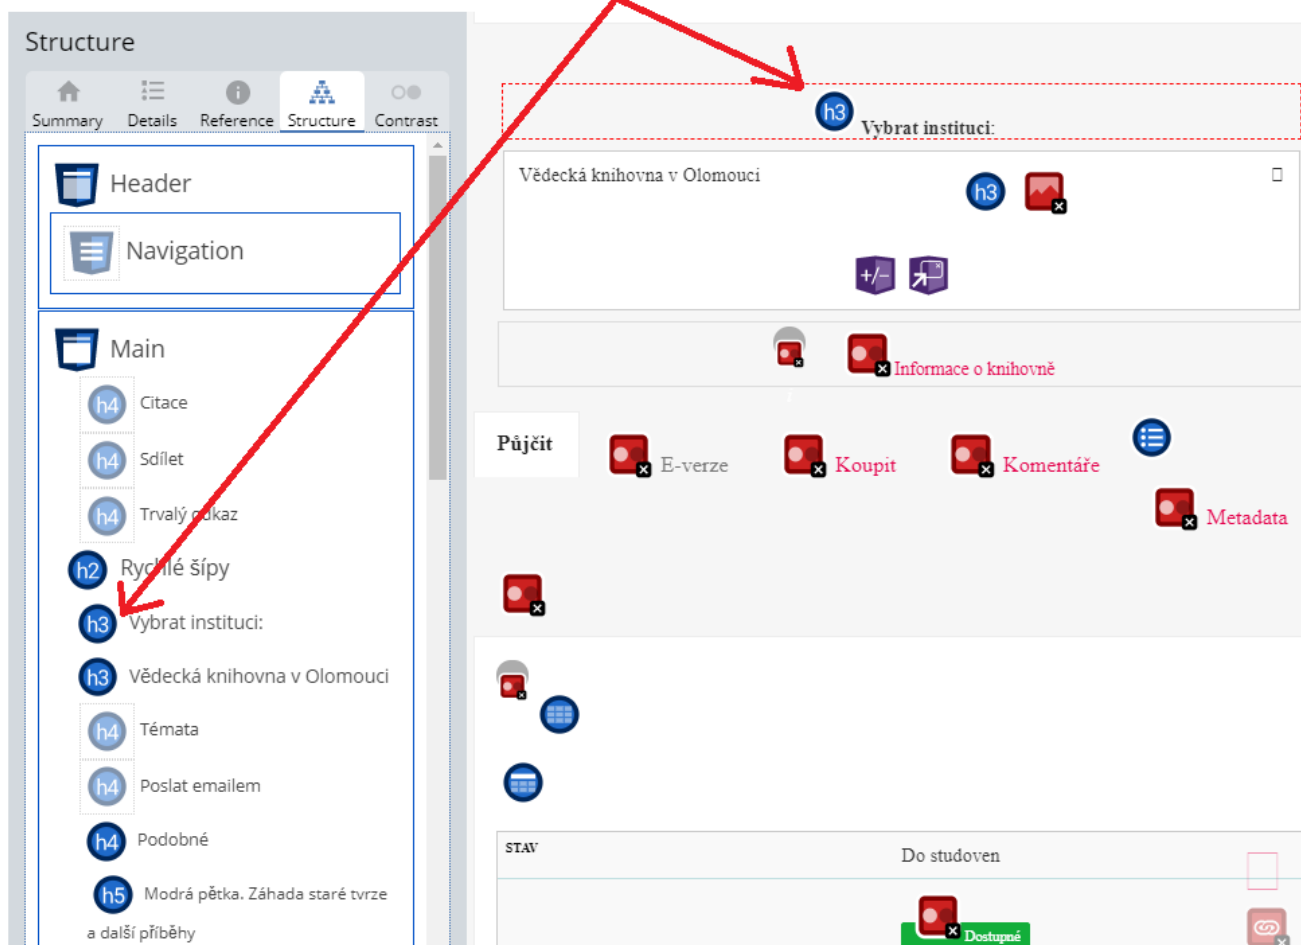 Structure
Summary
Details
Reference
Structure
Contrast
Header
Navigation
Main
h4 Citace
h4 Sdílet
h4 Trvalý odkaz
h2 Rychlé šípy
h3 Vybrat instituci:
h3 Vědecká knihovna v Olomouci
h4 Témata
h4 Poslat emailem
h4 Podobné
h5 Modrá pětka. Záhada staré tvrze
a další příběhy
h3 Vybrat instituci:
Vědecká knihovna v Olomouci
h3
+/-
Informace o knihovně
Půjčit
E-verze
Koupit
Komentáře
Metadata
STAV
Do studoven
Dostupné